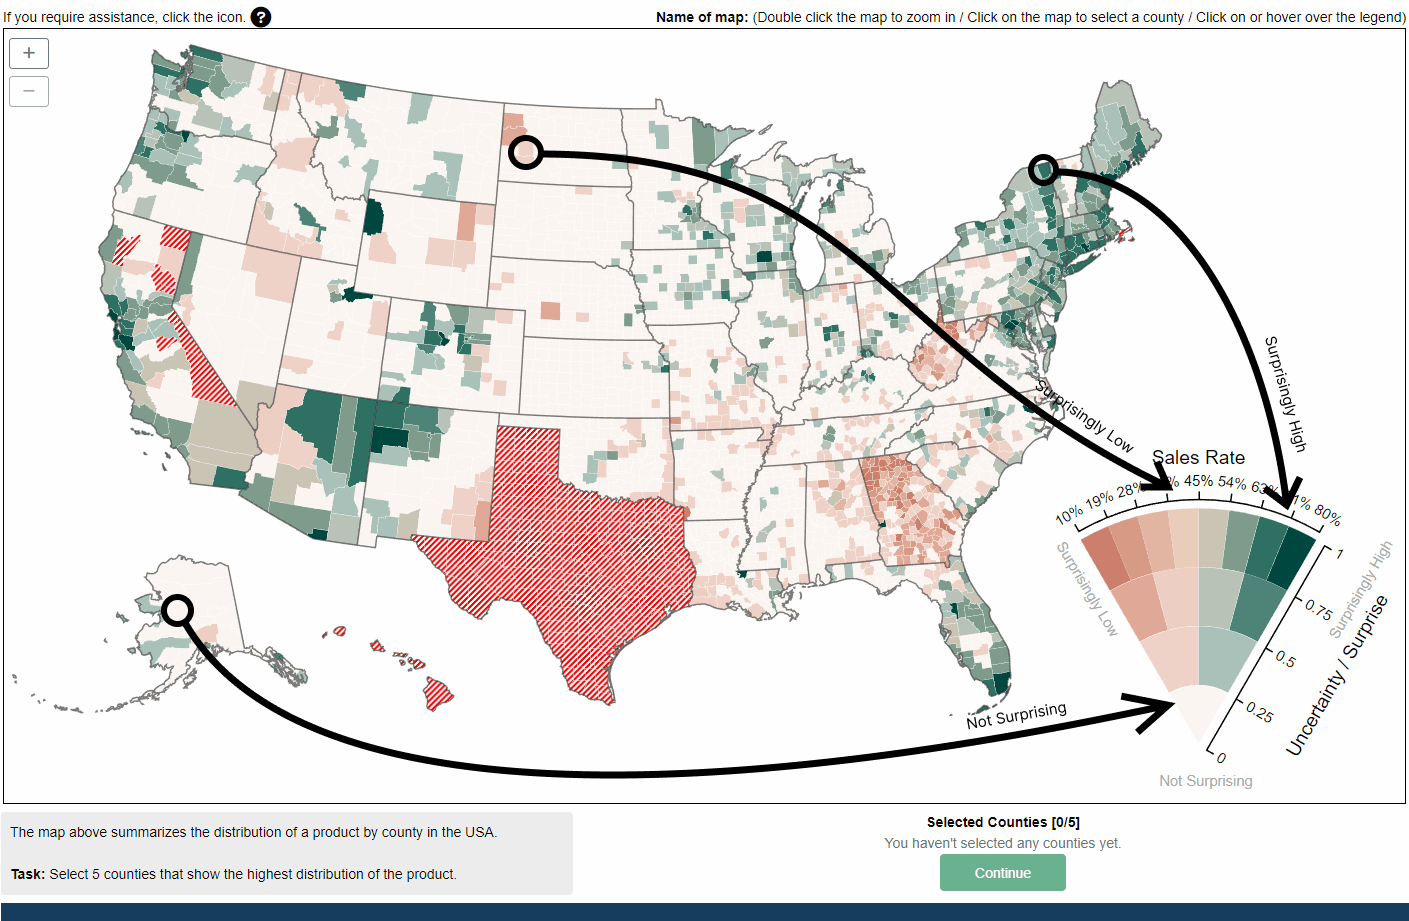 If you require assistance, click the icon. ?
Name of map: (Double click the map to zoom in / Click on the map to select a county / Click on or hover over the legend)
+
−
Surprisingly High
Surprisingly Low
Sales Rate
10% 19% 28% % 45% 54% 63 1% 80%
Surprisingly Low
1
0.75
0.5
0.25
0
Surprisingly High
Uncertainty / Surprise
Not Surprising
Not Surprising
The map above summarizes the distribution of a product by county in the USA.
Task: Select 5 counties that show the highest distribution of the product.
Selected Counties [0/5]
You haven't selected any counties yet.
Continue